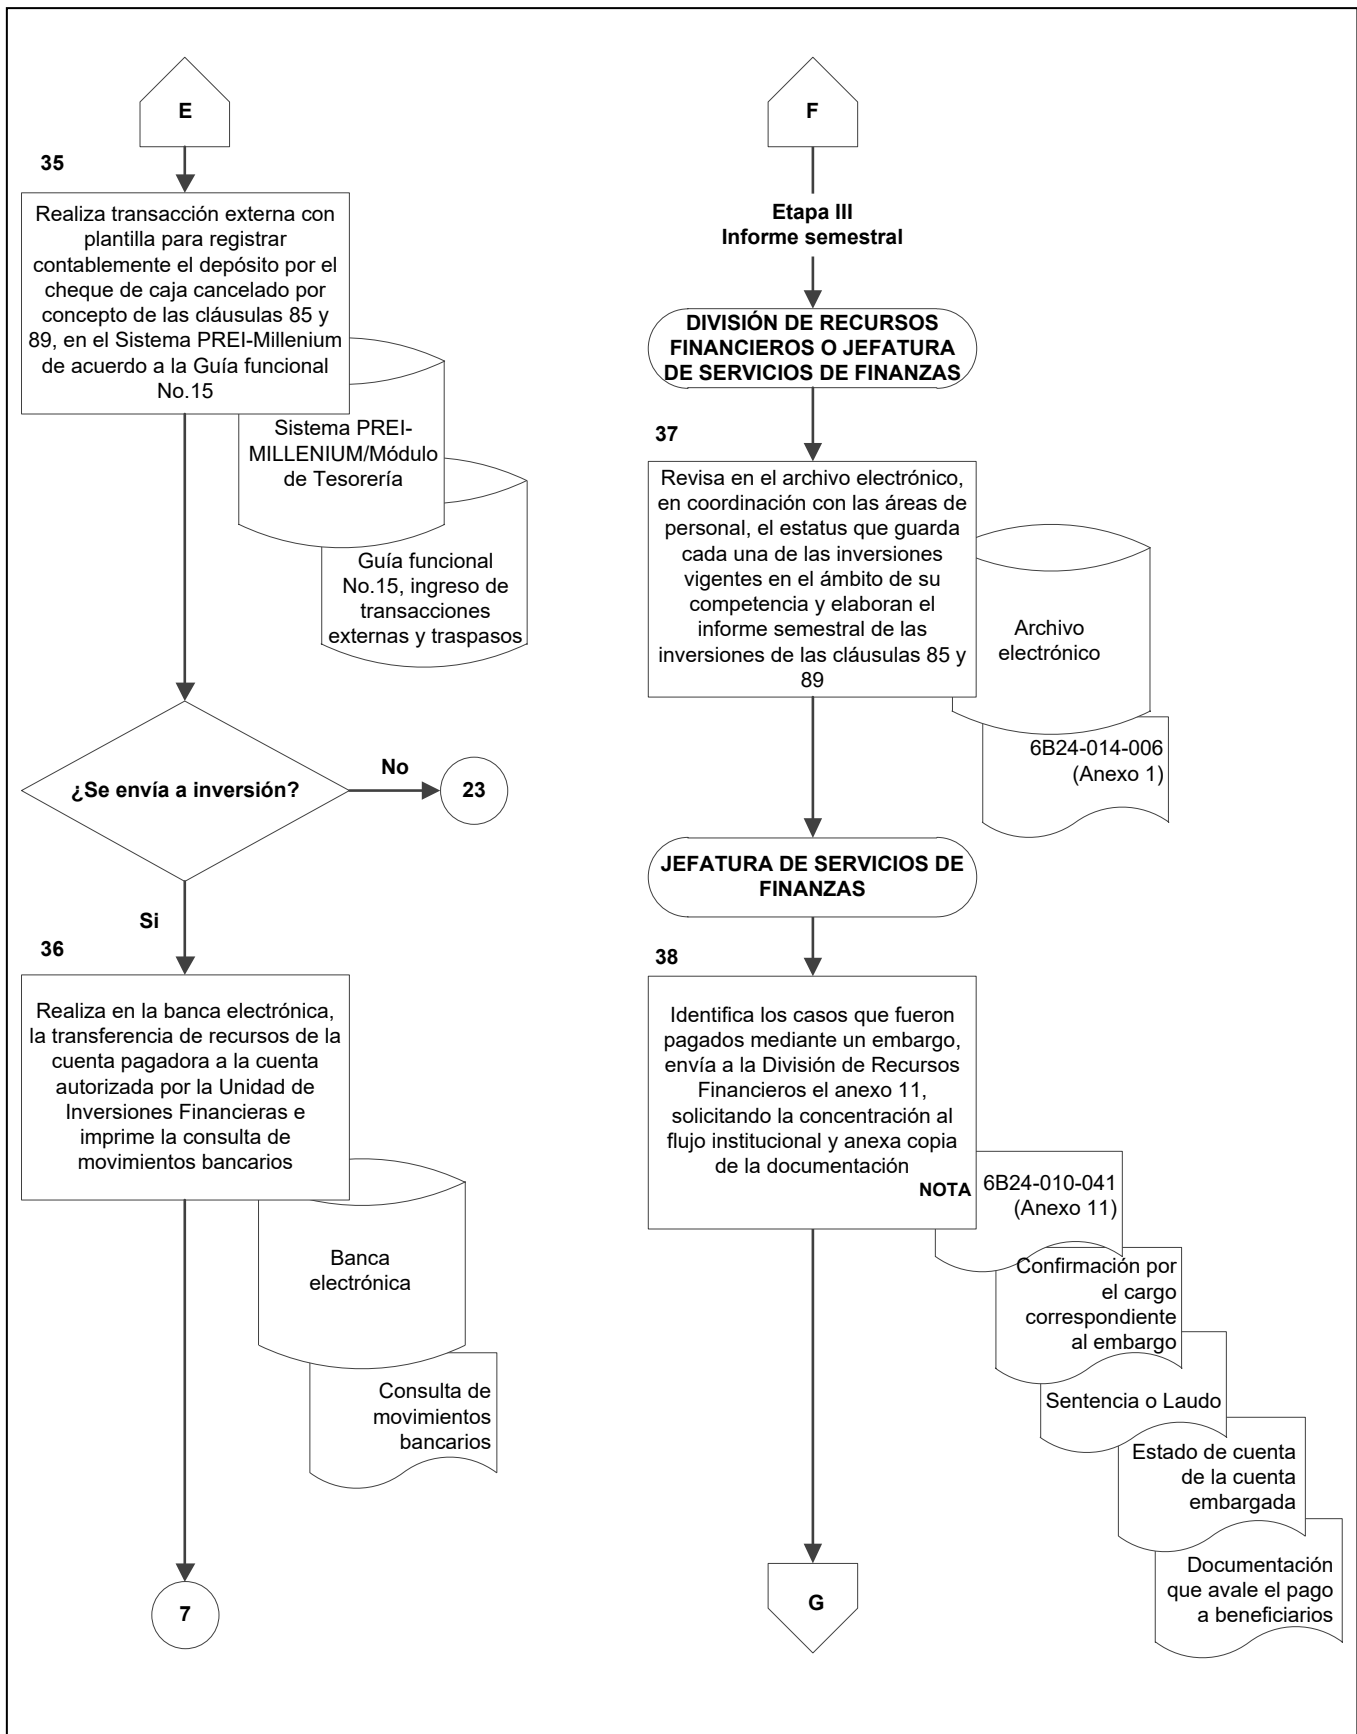 E
35
Realiza transacción externa con
plantilla para registrar
contablemente el depósito por el
cheque de caja cancelado por
concepto de las cláusulas 85 y
89, en el Sistema PREI-Millenium
de acuerdo a la Guía funcional
No.15
Sistema PREI-
MILLENIUM/Módulo
de Tesorería
Guía funcional
No.15, ingreso de
transacciones
externas y traspasos
¿Se envía a inversión?
No
23
Si
36
Realiza en la banca electrónica,
la transferencia de recursos de la
cuenta pagadora a la cuenta
autorizada por la Unidad de
Inversiones Financieras e
imprime la consulta de
movimientos bancarios
Banca
electrónica
Consulta de
movimientos
bancarios
7
F
Etapa III
Informe semestral
DIVISIÓN DE RECURSOS
FINANCIEROS O JEFATURA
DE SERVICIOS DE FINANZAS
37
Revisa en el archivo electrónico,
en coordinación con las áreas de
personal, el estatus que guarda
cada una de las inversiones
vigentes en el ámbito de su
competencia y elaboran el
informe semestral de las
inversiones de las cláusulas 85 y
89
Archivo
electrónico
6B24-014-006
(Anexo 1)
JEFATURA DE SERVICIOS DE
FINANZAS
38
Identifica los casos que fueron
pagados mediante un embargo,
envía a la División de Recursos
Financieros el anexo 11,
solicitando la concentración al
flujo institucional y anexa copia
de la documentación
NOTA
6B24-010-041
(Anexo 11)
Confirmación por
el cargo
correspondiente
al embargo
Sentencia o Laudo
Estado de cuenta
de la cuenta
embargada
Documentación
que avale el pago
a beneficiarios
G